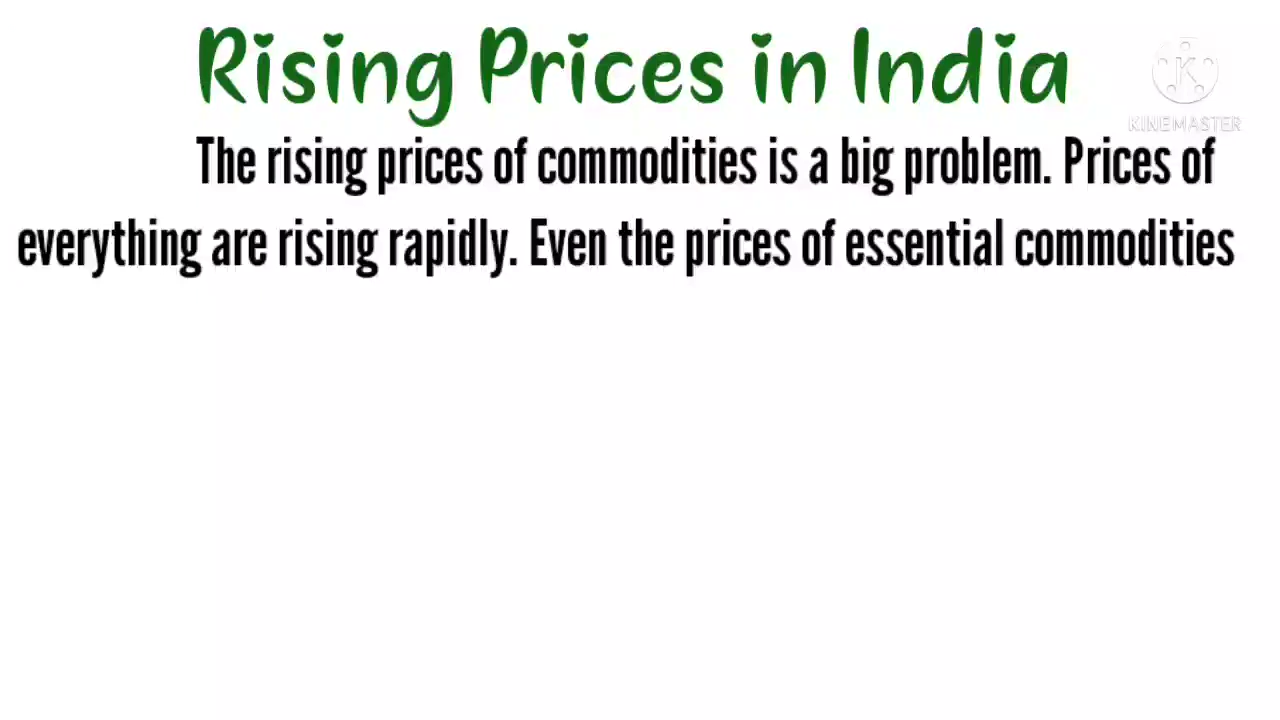 Rising Prices in India
KINEMASTER
The rising prices of commodities is a big problem. Prices of
everything are rising rapidly. Even the prices of essential commodities